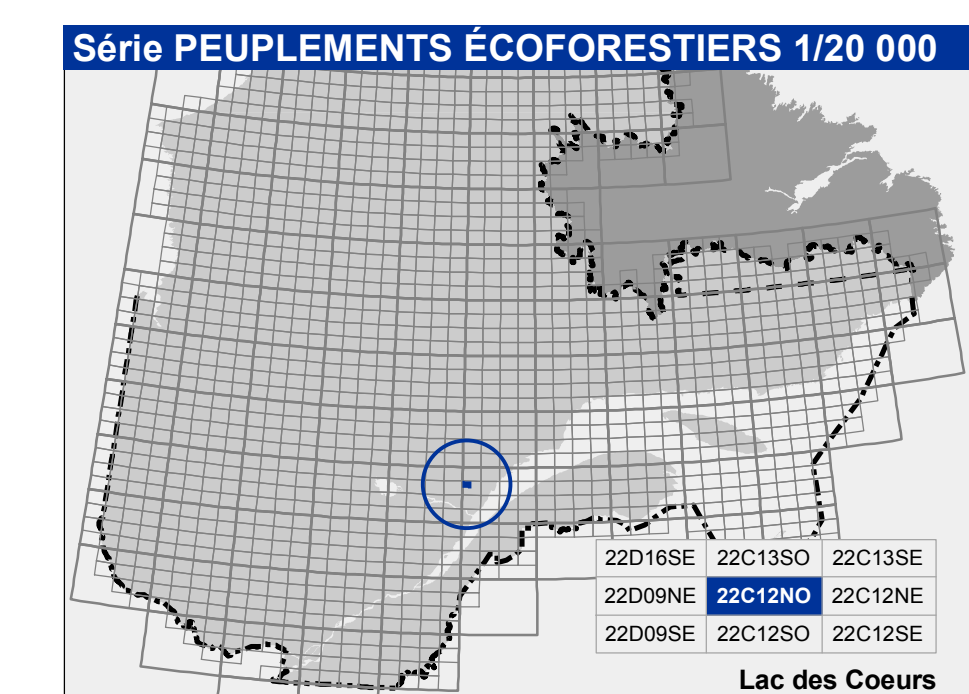 Série PEUPLEMENTS ÉCOFORESTIERS 1/20 000
22D16SE 22C13SO 22C13SE
22D09NE 22C12NO 22C12NE
22D09SE 22C12SO 22C12SE
Lac des Coeurs